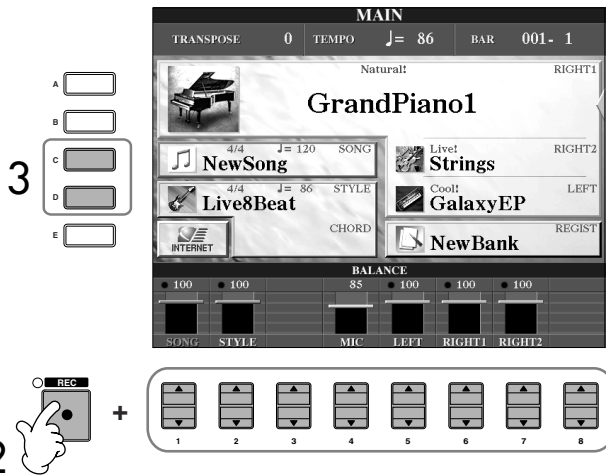 MAIN
TRANSPOSE 0 TEMPO ♩= 86 BAR 001- 1
Natural! RIGHT1
GrandPiano1
4/4 ♩= 120 SONG
NewSong
Live! RIGHT2
Strings
4/4 ♩= 86 STYLE
Live8Beat
Cool! LEFT
GalaxyEP
INTERNET
CHORD
REGIST
NewBank
BALANCE
100 100 85 100 100 100
SONG STYLE MIC LEFT RIGHT1 RIGHT2
A
B
C
3
D
E
REC
+
1 2 3 4 5 6 7 8
2